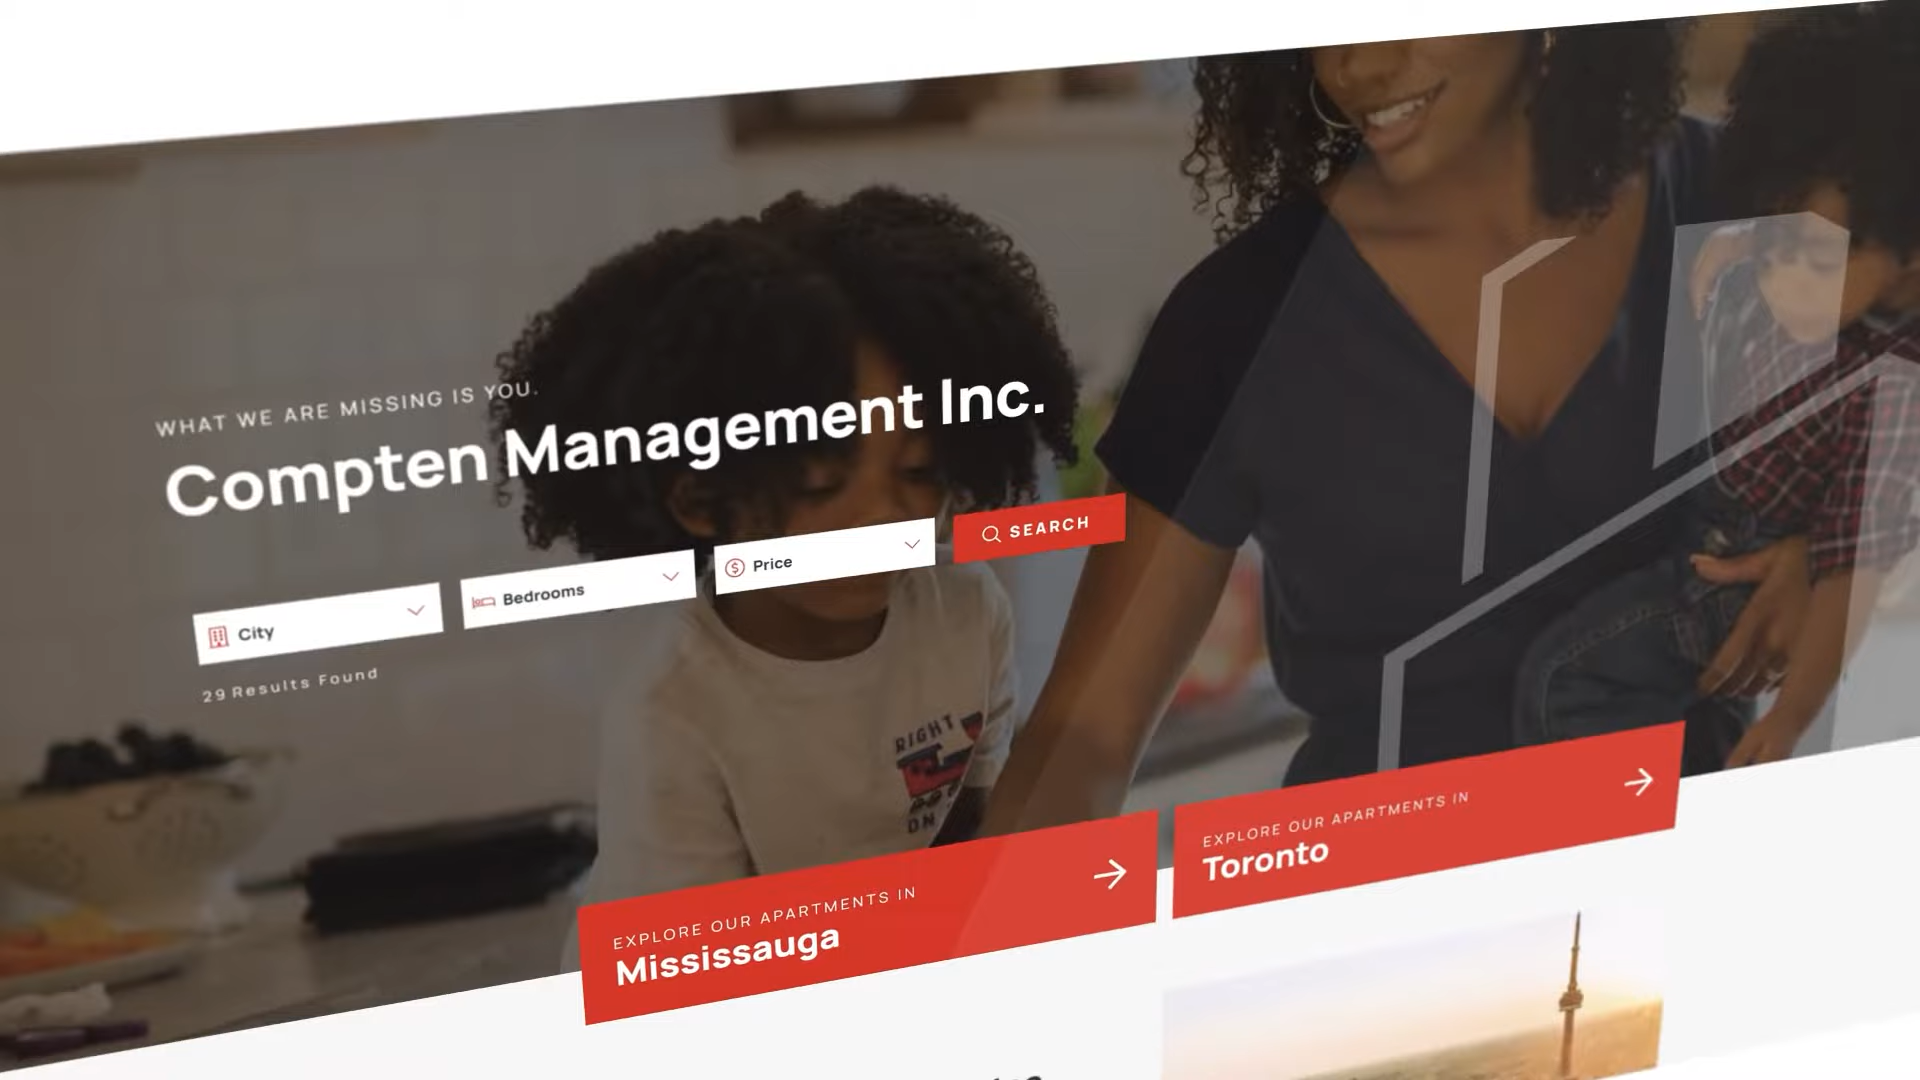 WHAT WE ARE MISSING IS YOU.
Compten Management Inc.
City
Bedrooms
Price
SEARCH
29 Results Found
RIGHT
ON
EXPLORE OUR APARTMENTS IN
Mississauga
EXPLORE OUR APARTMENTS IN
Toronto